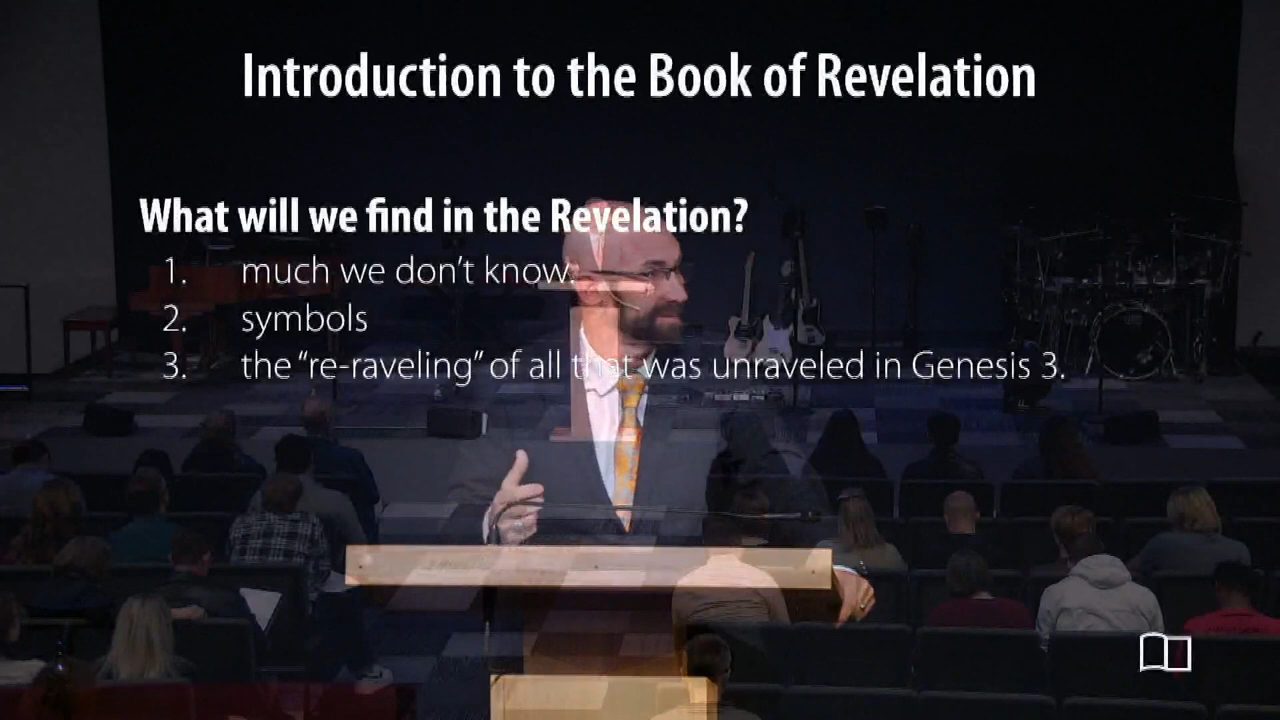 Introduction to the Book of Revelation
What will we find in the Revelation?
1. much we don't know.
2. symbols
3. the “re-raveling” of all that was unraveled in Genesis 3.